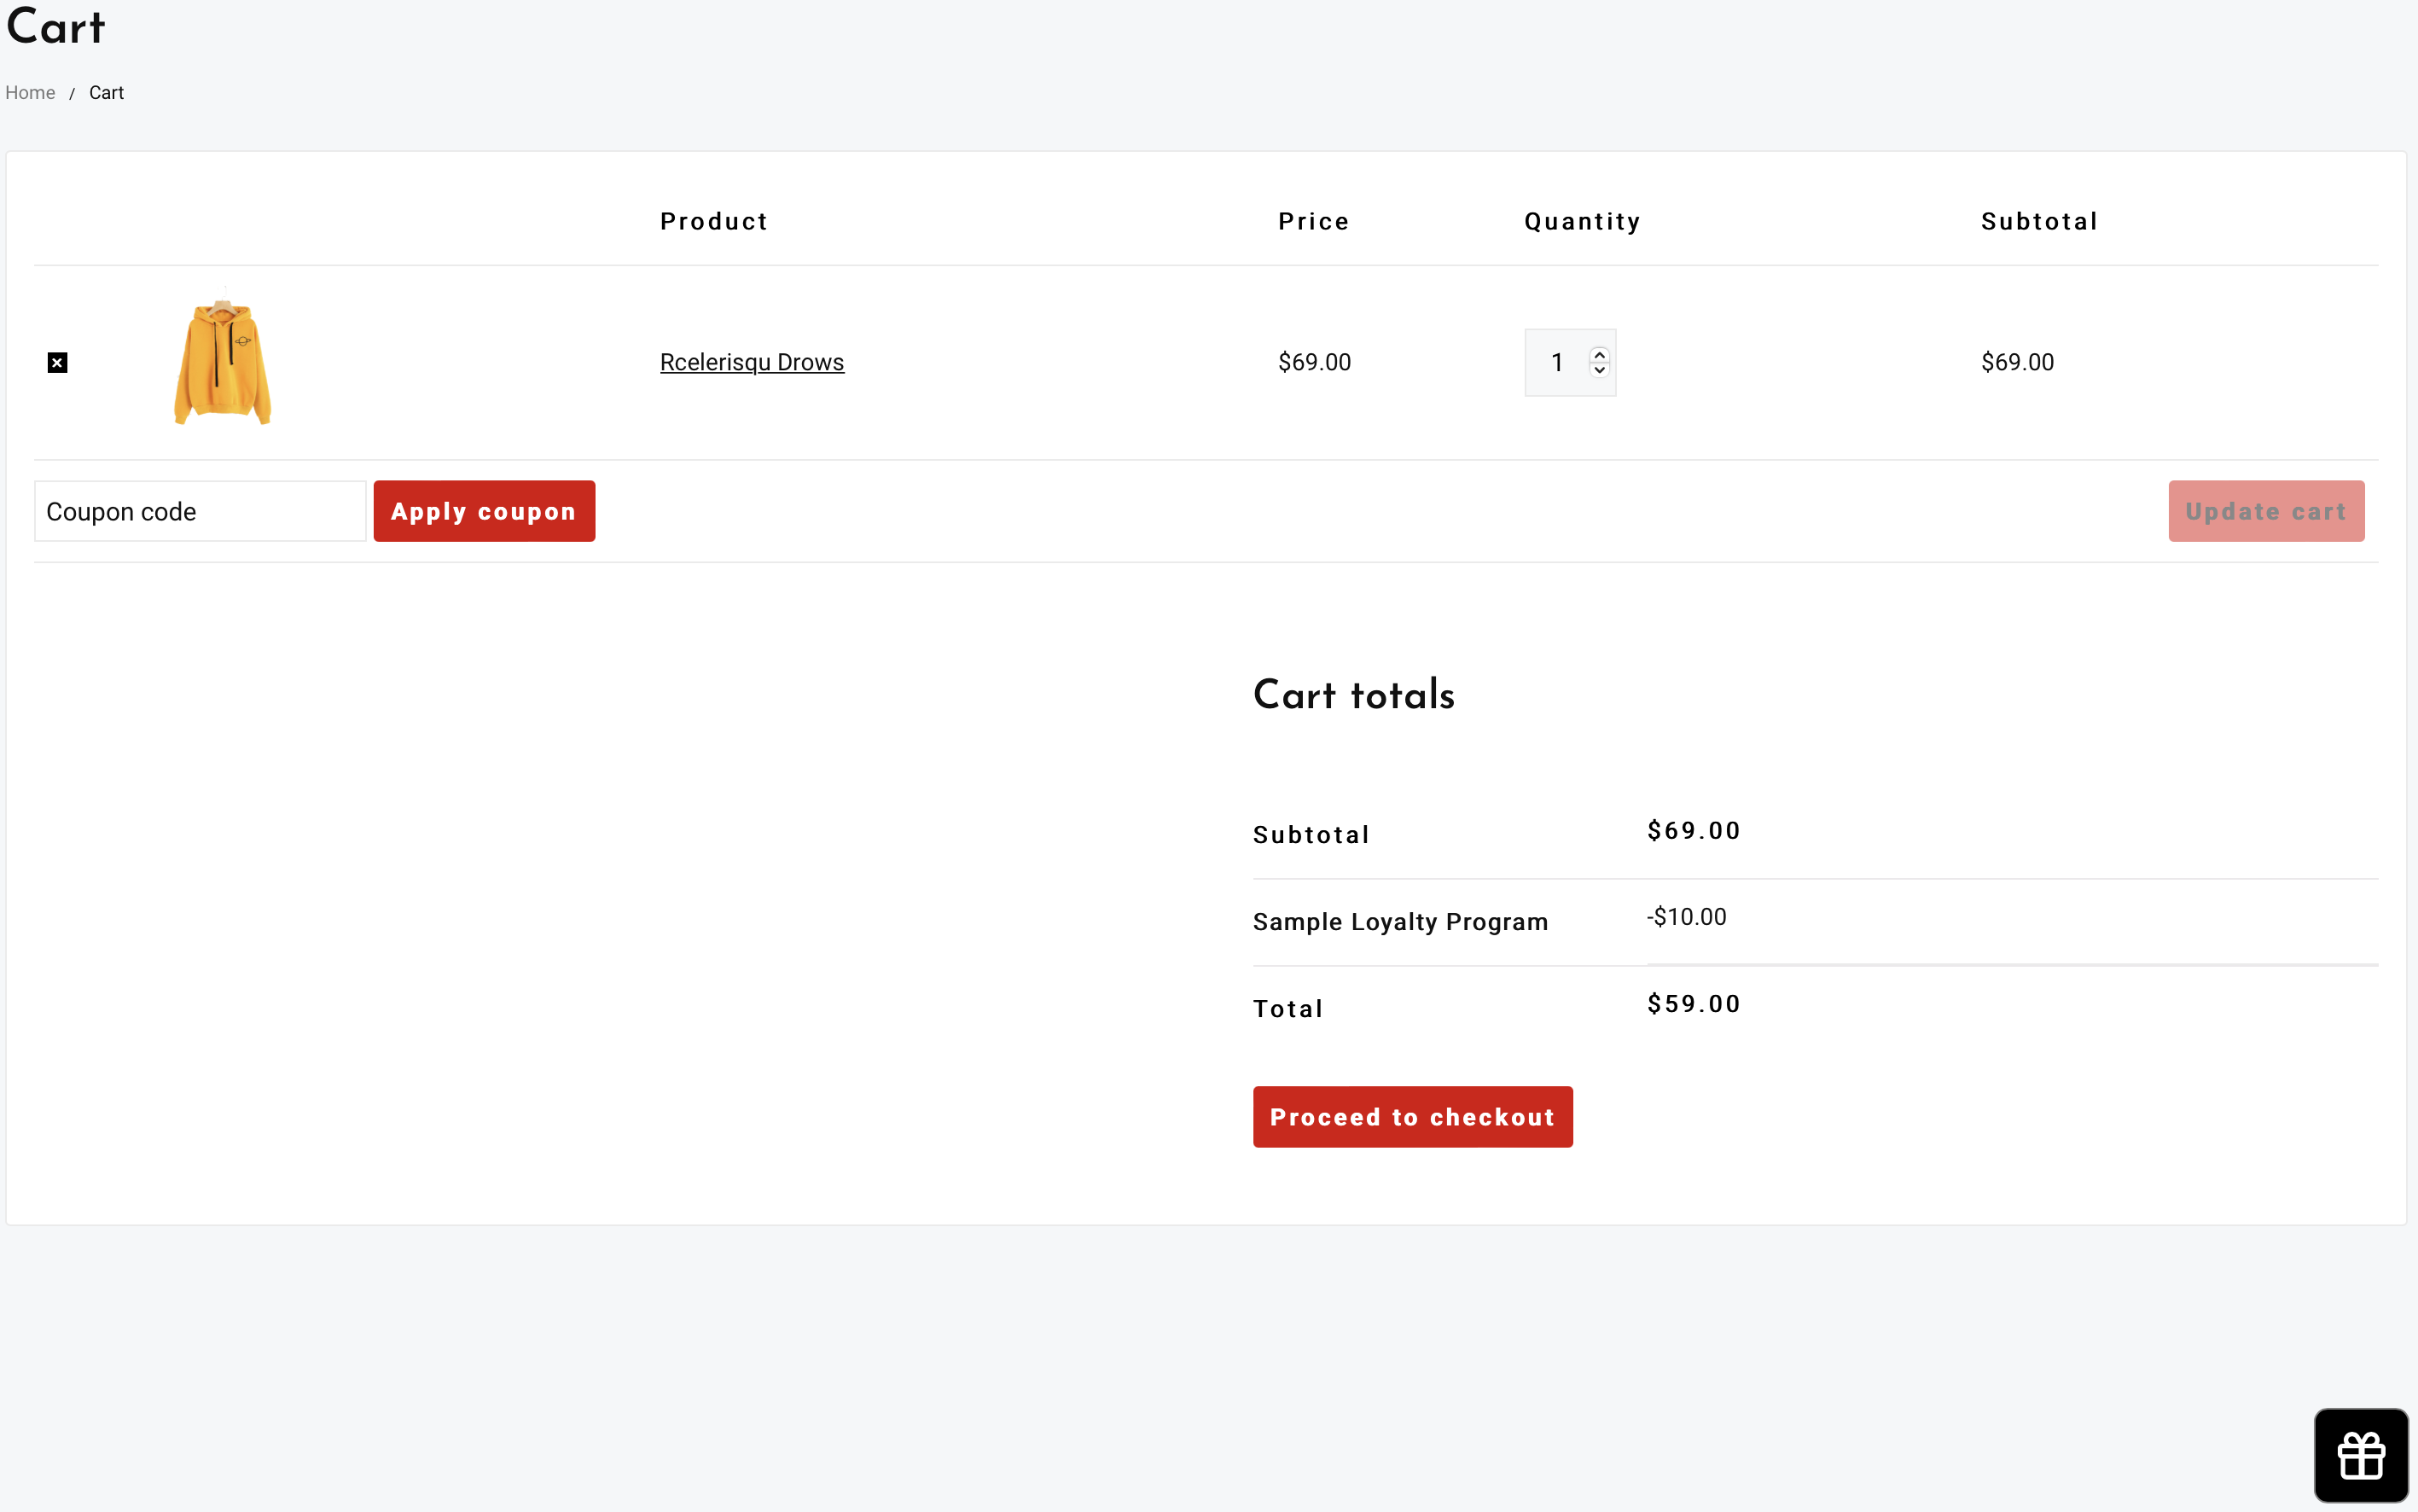 Cart
Home / Cart
Product Price Quantity Subtotal
Rcelerisqu Drows $69.00 1 $69.00
Coupon code Apply coupon Update cart
Cart totals
Subtotal $69.00
Sample Loyalty Program -$10.00
Total $59.00
Proceed to checkout